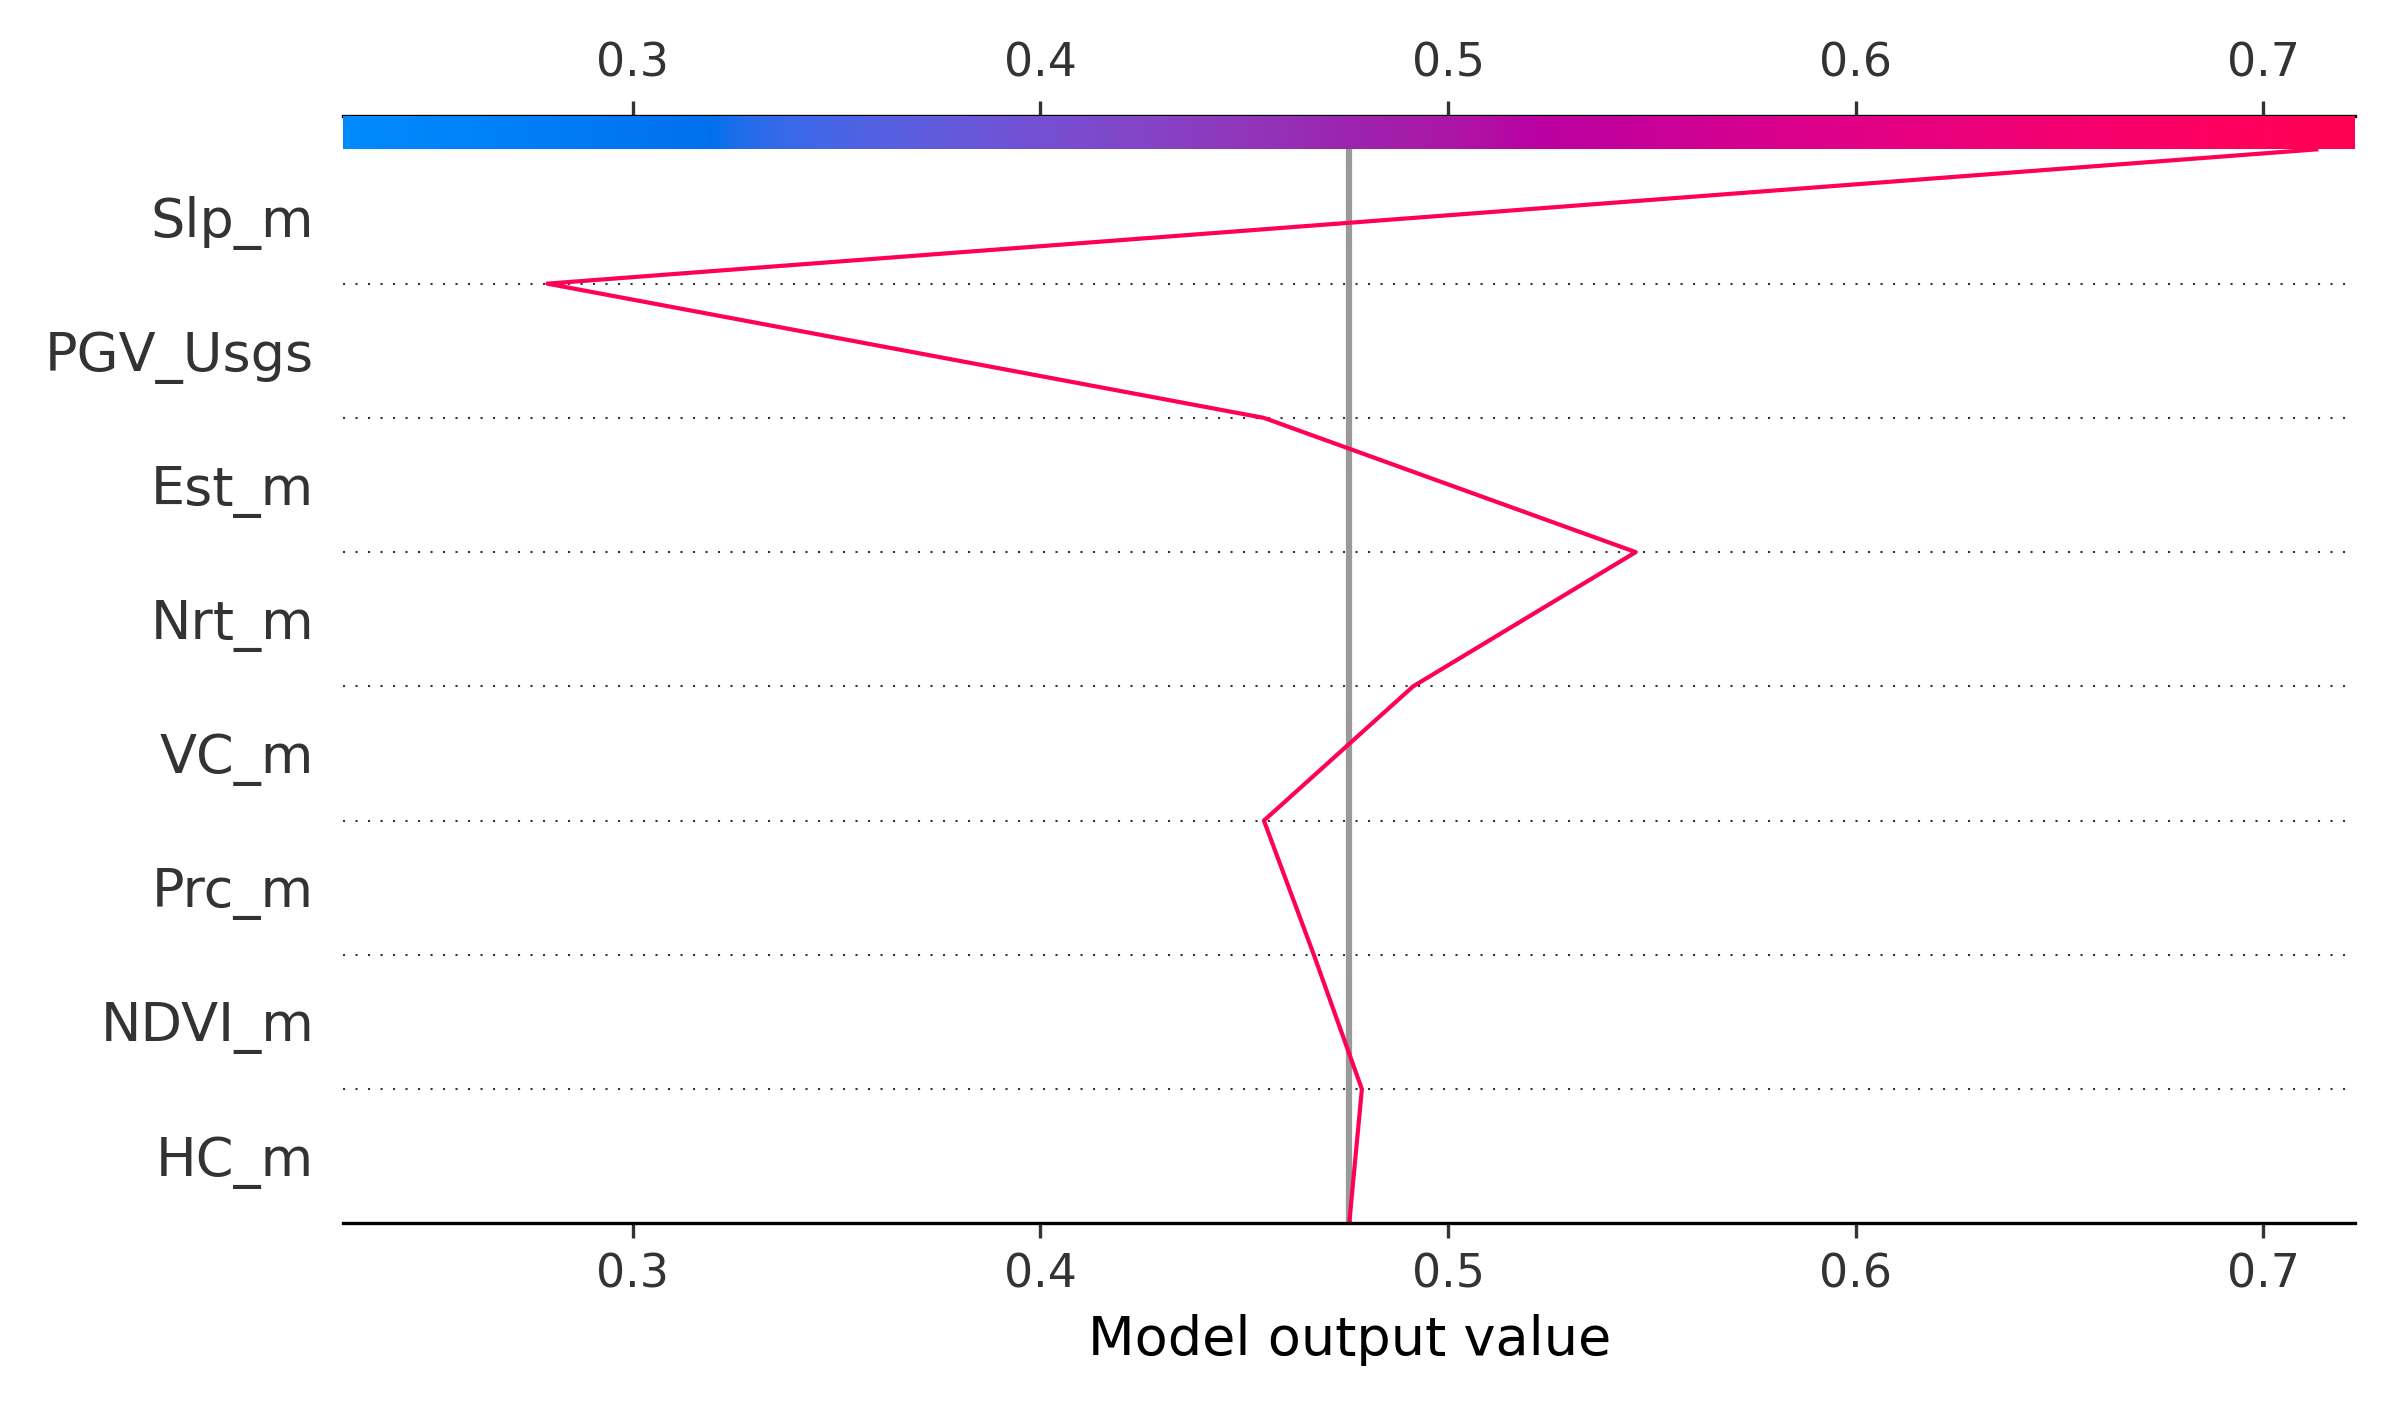 0.3 0.4 0.5 0.6 0.7
Slp_m
PGV_Usgs
Est_m
Nrt_m
VC_m
Prc_m
NDVI_m
HC_m
0.3 0.4 0.5 0.6 0.7
Model output value